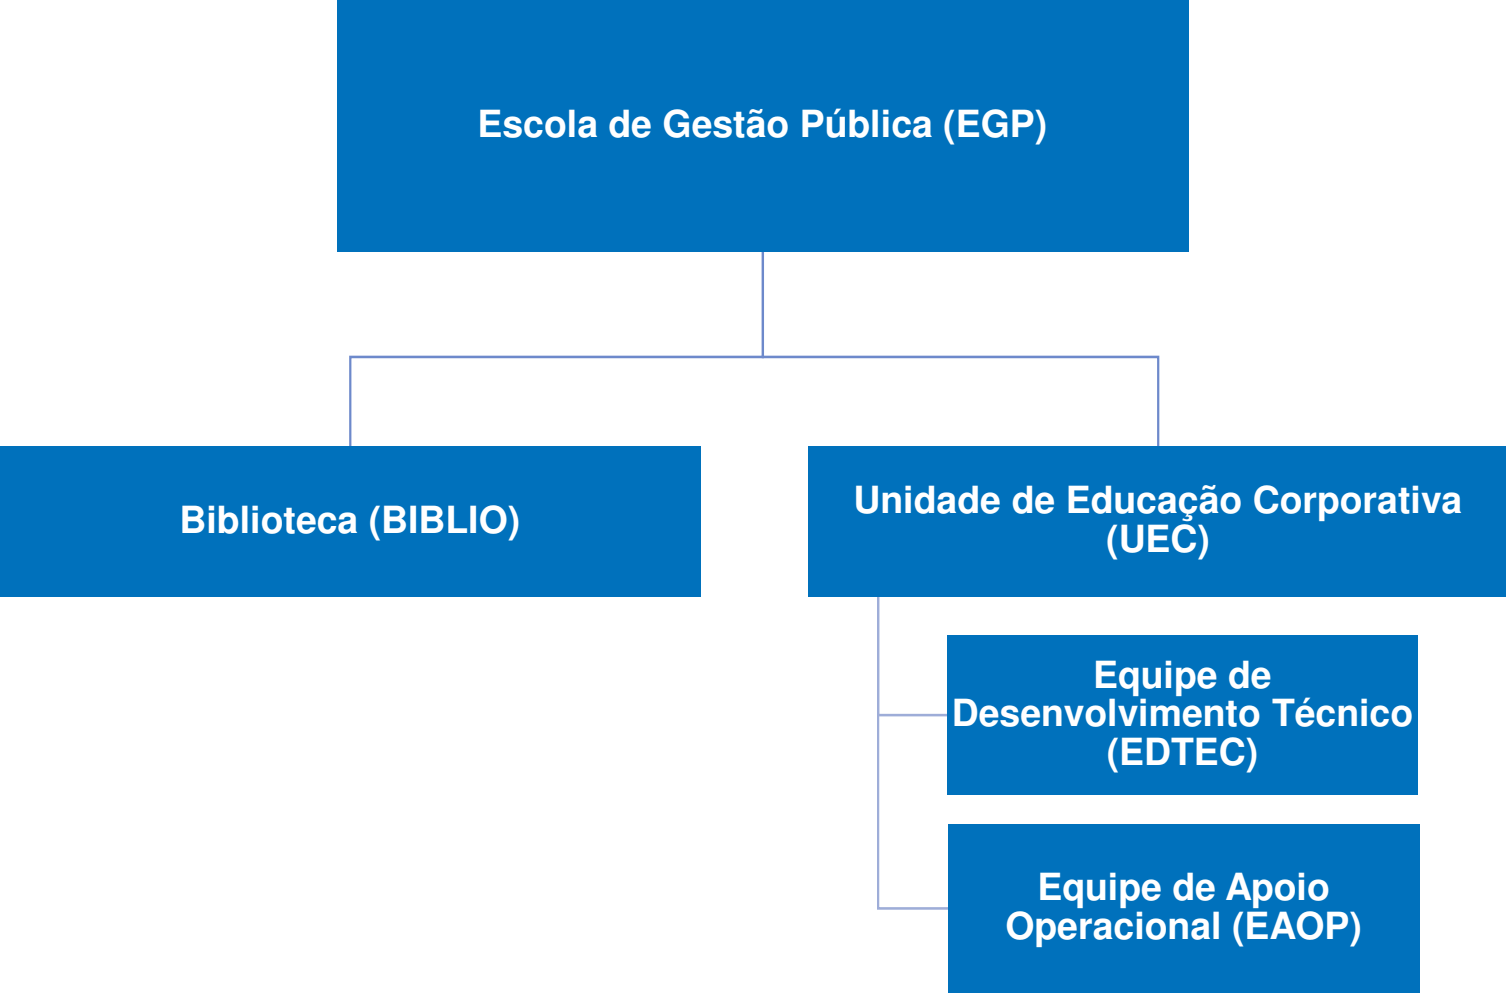 Escola de Gestão Pública (EGP)
Biblioteca (BIBLIO)
Unidade de Educação Corporativa
(UEC)
Equipe de
Desenvolvimento Técnico
(EDTEC)
Equipe de Apoio
Operacional (EAOP)